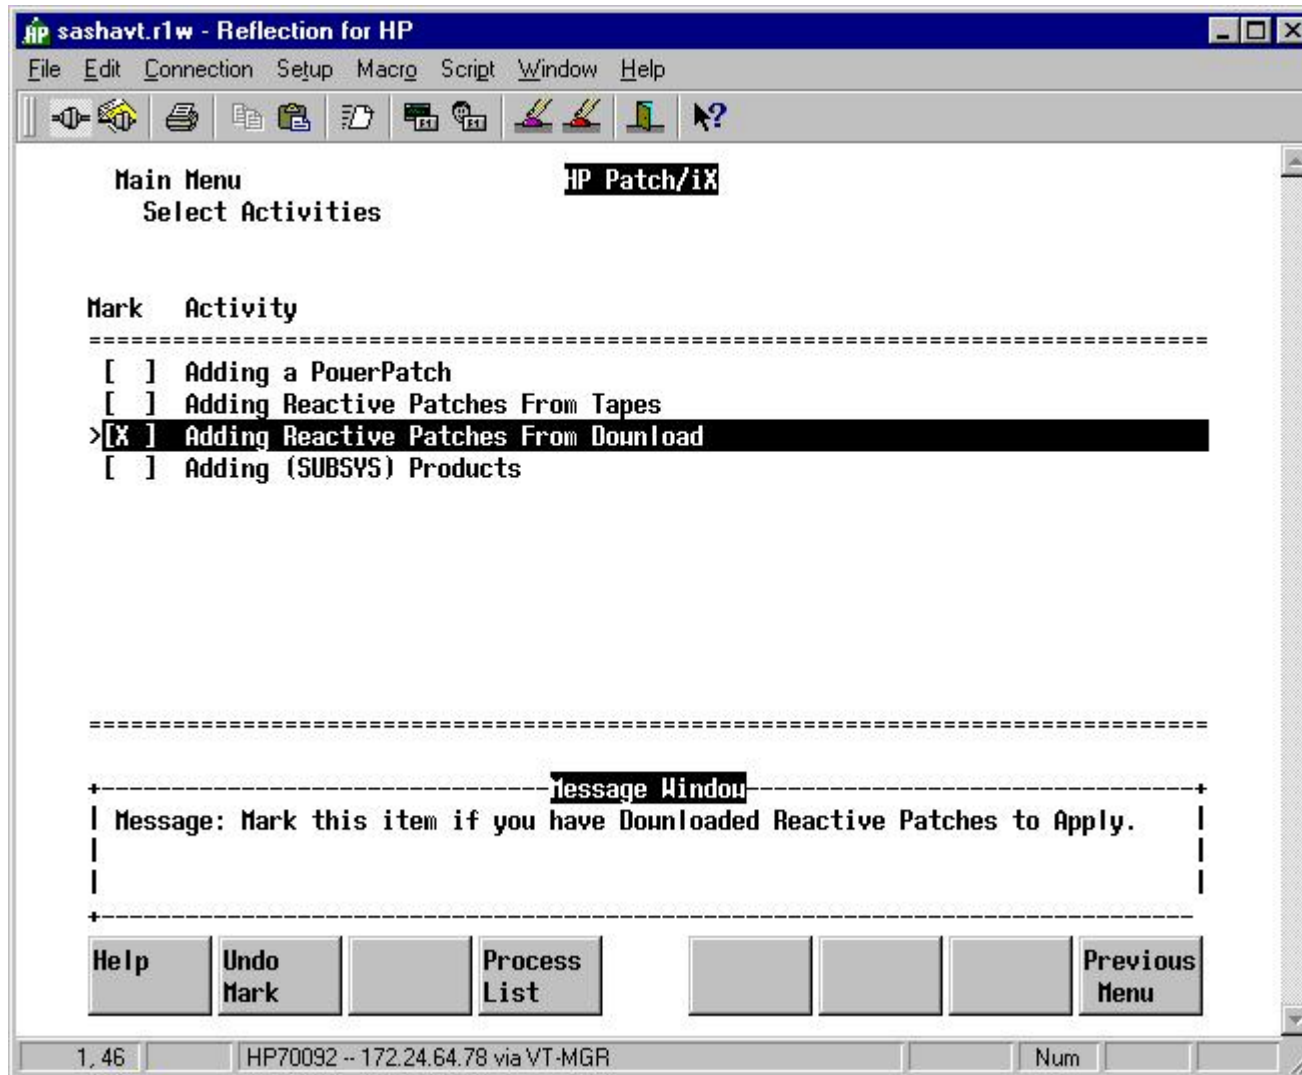 sashavt.r1w - Reflection for HP
File Edit Connection Setup Macro Script Window Help
Main Menu HP Patch/iX
Select Activities
Mark Activity
================================================================================
[ ] Adding a PowerPatch
[ ] Adding Reactive Patches From Tapes
>[X ] Adding Reactive Patches From Download
[ ] Adding (SUBSYS) Products
================================================================================
Message Window
Message: Mark this item if you have Downloaded Reactive Patches to Apply.
Help Undo Mark Process List Previous Menu
1, 46 HP70092 -- 172.24.64.78 via VT-MGR Num